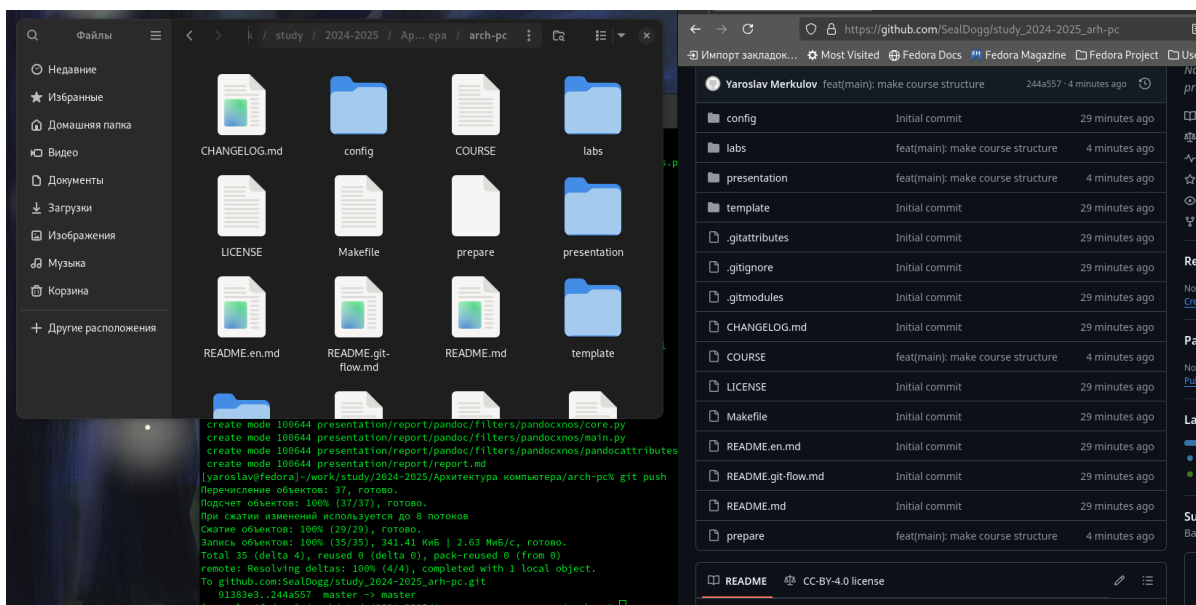 Файлы
k / study / 2024-2025 / Ap... epa / arch-pc
Недавние
Избранные
Домашняя папка
Видео
Документы
Загрузки
Изображения
Музыка
Корзина
Другие расположения
CHANGELOG.md config COURSE labs
LICENSE Makefile prepare presentation
README.en.md README.git-flow.md README.md template
create mode 100644 presentation/report/pandoc/filters/pandocxnos/core.py
create mode 100644 presentation/report/pandoc/filters/pandocxnos/main.py
create mode 100644 presentation/report/pandoc/filters/pandocxnos/pandocattributes
create mode 100644 presentation/report/report.md
[yaroslav@fedora]~/work/study/2024-2025/Архитектура компьютера/arch-pc% git push
Перечисление объектов: 37, готово.
Подсчет объектов: 100% (37/37), готово.
При сжатии изменений используется до 8 потоков
Сжатие объектов: 100% (29/29), готово.
Запись объектов: 100% (35/35), 341.41 КиБ | 2.63 МиБ/с, готово.
Total 35 (delta 4), reused 0 (delta 0), pack-reused 0 (from 0)
remote: Resolving deltas: 100% (4/4), completed with 1 local object.
To github.com:SealDogg/study_2024-2025_arh-pc.git
91383e3..244a557 master -> master
https://github.com/SealDogg/study_2024-2025_arh-pc
Импорт закладок... Most Visited Fedora Docs Fedora Magazine Fedora Project Use
Yaroslav Merkulov feat(main): make course structure 244a557 · 4 minutes ago
config Initial commit 29 minutes ago
labs feat(main): make course structure 4 minutes ago
presentation feat(main): make course structure 4 minutes ago
template Initial commit 29 minutes ago
.gitattributes Initial commit 29 minutes ago
.gitignore Initial commit 29 minutes ago
.gitmodules Initial commit 29 minutes ago
CHANGELOG.md Initial commit 29 minutes ago
COURSE feat(main): make course structure 4 minutes ago
LICENSE Initial commit 29 minutes ago
Makefile Initial commit 29 minutes ago
README.en.md Initial commit 29 minutes ago
README.git-flow.md Initial commit 29 minutes ago
README.md Initial commit 29 minutes ago
prepare feat(main): make course structure 4 minutes ago
README CC-BY-4.0 license